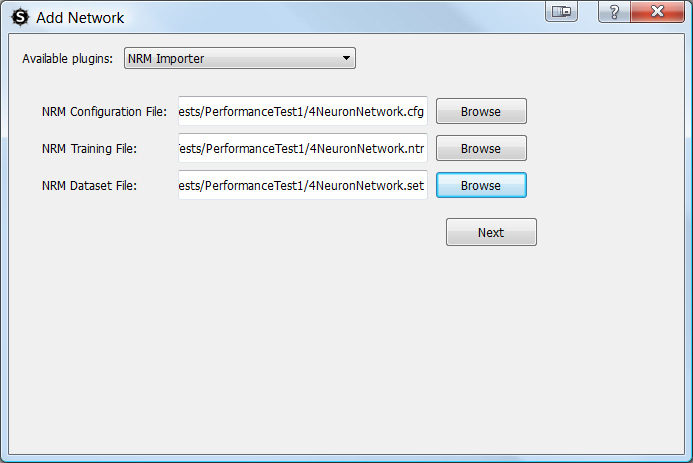 Add Network
Available plugins: NRM Importer
NRM Configuration File: ests/PerformanceTest1/4NeuronNetwork.cfg Browse
NRM Training File: ests/PerformanceTest1/4NeuronNetwork.ntr Browse
NRM Dataset File: ests/PerformanceTest1/4NeuronNetwork.set Browse
Next